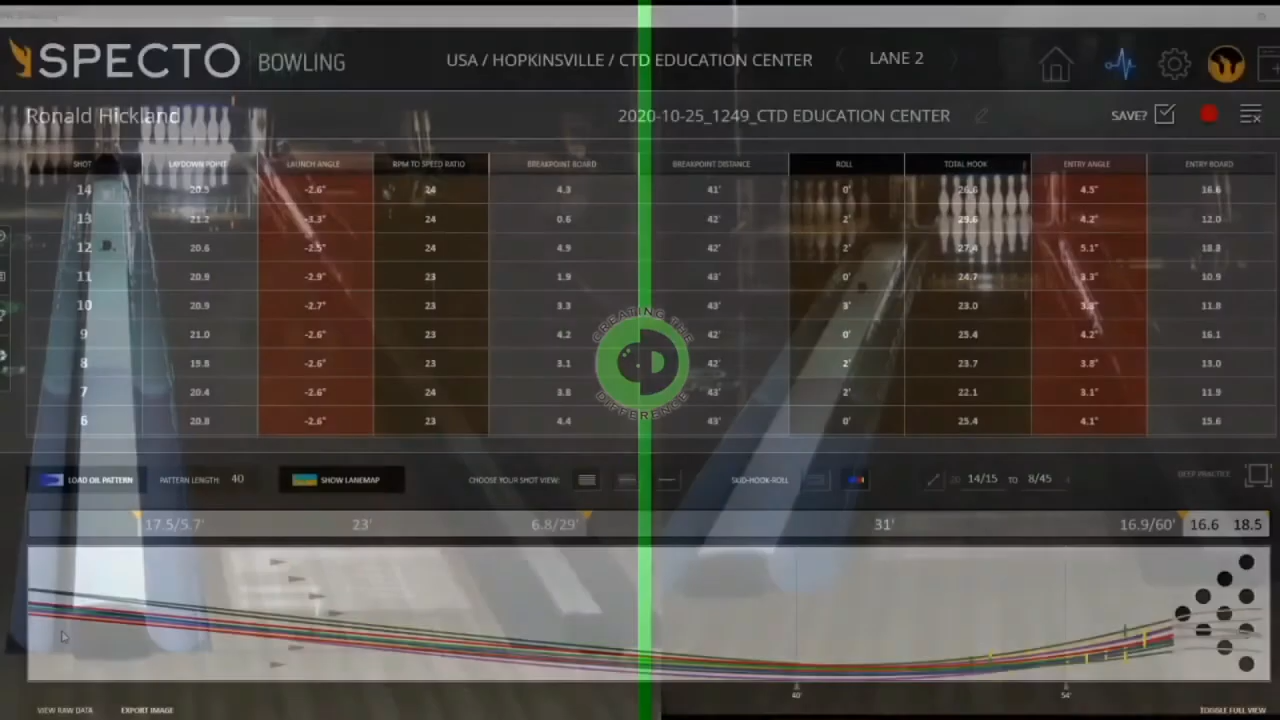 SPECTO BOWLING USA / HOPKINSVILLE / CTD EDUCATION CENTER LANE 2
Ronald Hickland 2020-10-25_1249_CTD EDUCATION CENTER SAVE?
SHOT LAYDOWN POINT LAUNCH ANGLE RPM TO SPEED RATIO BREAKPOINT BOARD BREAKPOINT DISTANCE ROLL TOTAL HOOK ENTRY ANGLE ENTRY BOARD
14 20.5 -2.6° 24 4.3 41' 0' 26.6 4.5° 16.6
13 21.2 -3.3° 24 0.6 42' 2' 29.6 4.2° 12.0
12 20.6 -2.5° 24 4.9 42' 2' 27.4 5.1° 18.3
11 20.9 -2.9° 23 1.9 43' 0' 24.7 3.3° 10.9
10 20.9 -2.7° 23 3.3 43' 3' 23.0 3.8° 11.8
9 21.0 -2.6° 23 4.2 42' 0' 25.4 4.2° 16.1
8 19.8 -2.6° 23 3.1 42' 2' 23.7 3.8° 13.0
7 20.4 -2.6° 24 3.8 43' 2' 22.1 3.1° 11.9
6 20.8 -2.6° 23 4.4 43' 0' 25.4 4.1° 15.6
CREATING THE
DIFFERENCE
LOAD OIL PATTERN PATTERN LENGTH: 40 SHOW LANEMAP CHOOSE YOUR SHOT VIEW: SKID-HOOK-ROLL 14/15 TO 8/45 DEEP PRACTICE
17.5/5.7' 23' 6.8/29' 31' 16.9/60' 16.6 18.5
40' 54'
VIEW RAW DATA EXPORT IMAGE TOGGLE FULL VIEW